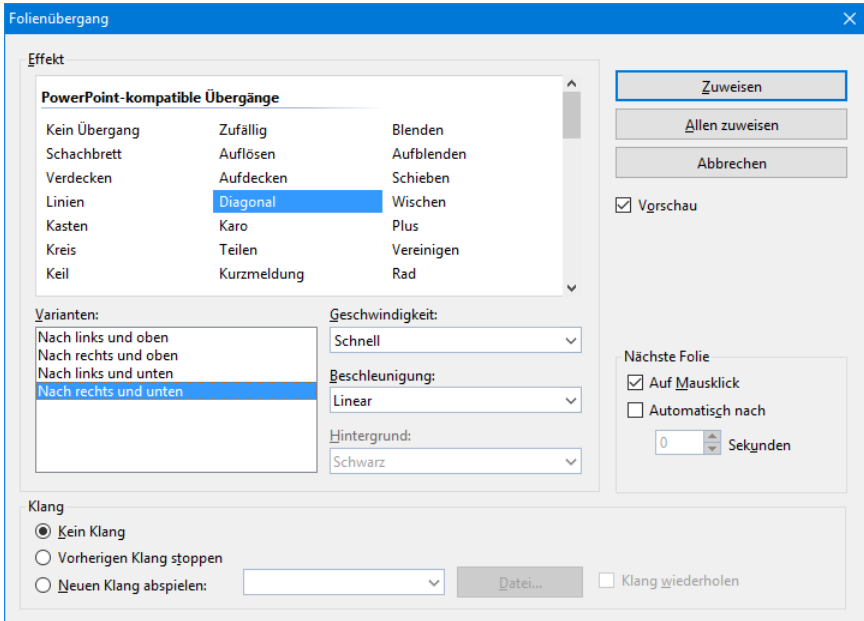 Folienübergang
Effekt
PowerPoint-kompatible Übergänge
Kein Übergang Zufällig Blenden
Schachbrett Auflösen Aufblenden
Verdecken Aufdecken Schieben
Linien Diagonal Wischen
Kasten Karo Plus
Kreis Teilen Vereinigen
Keil Kurzmeldung Rad
Zuweisen
Allen zuweisen
Abbrechen
Vorschau
Varianten:
Nach links und oben
Nach rechts und oben
Nach links und unten
Nach rechts und unten
Geschwindigkeit:
Schnell
Beschleunigung:
Linear
Hintergrund:
Schwarz
Nächste Folie
Auf Mausklick
Automatisch nach
0 Sekunden
Klang
Kein Klang
Vorherigen Klang stoppen
Neuen Klang abspielen: Datei... Klang wiederholen